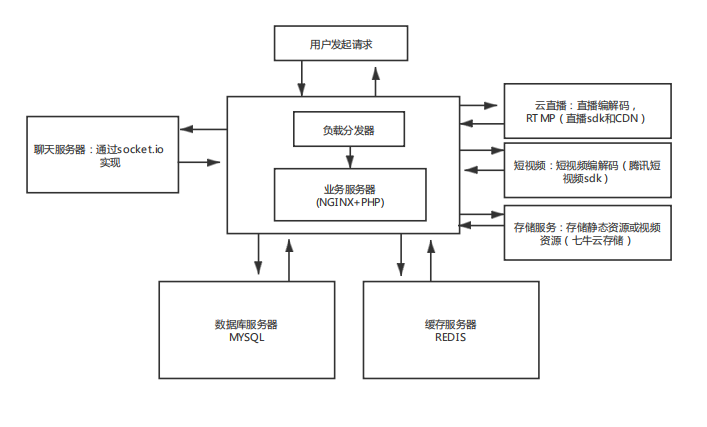 用户发起请求
负载分发器
业务服务器
(NGINX+PHP)
聊天服务器：通过socket.io
实现
云直播：直播编解码，
RTMP（直播sdk和CDN）
短视频：短视频编解码（腾讯短
视频sdk）
存储服务：存储静态资源或视频
资源（七牛云存储）
数据库服务器
MYSQL
缓存服务器
REDIS